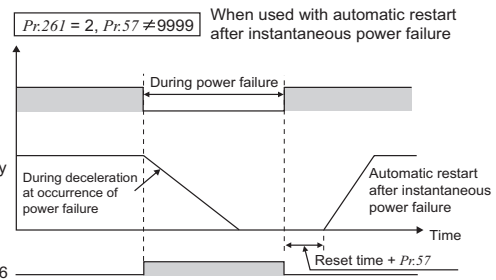 Pr.261 = 2, Pr.57 ≠9999
When used with automatic restart
after instantaneous power failure
During power failure
y
During deceleration
at occurrence of
power failure
Automatic restart
after instantaneous
power failure
Time
Reset time + Pr.57
6